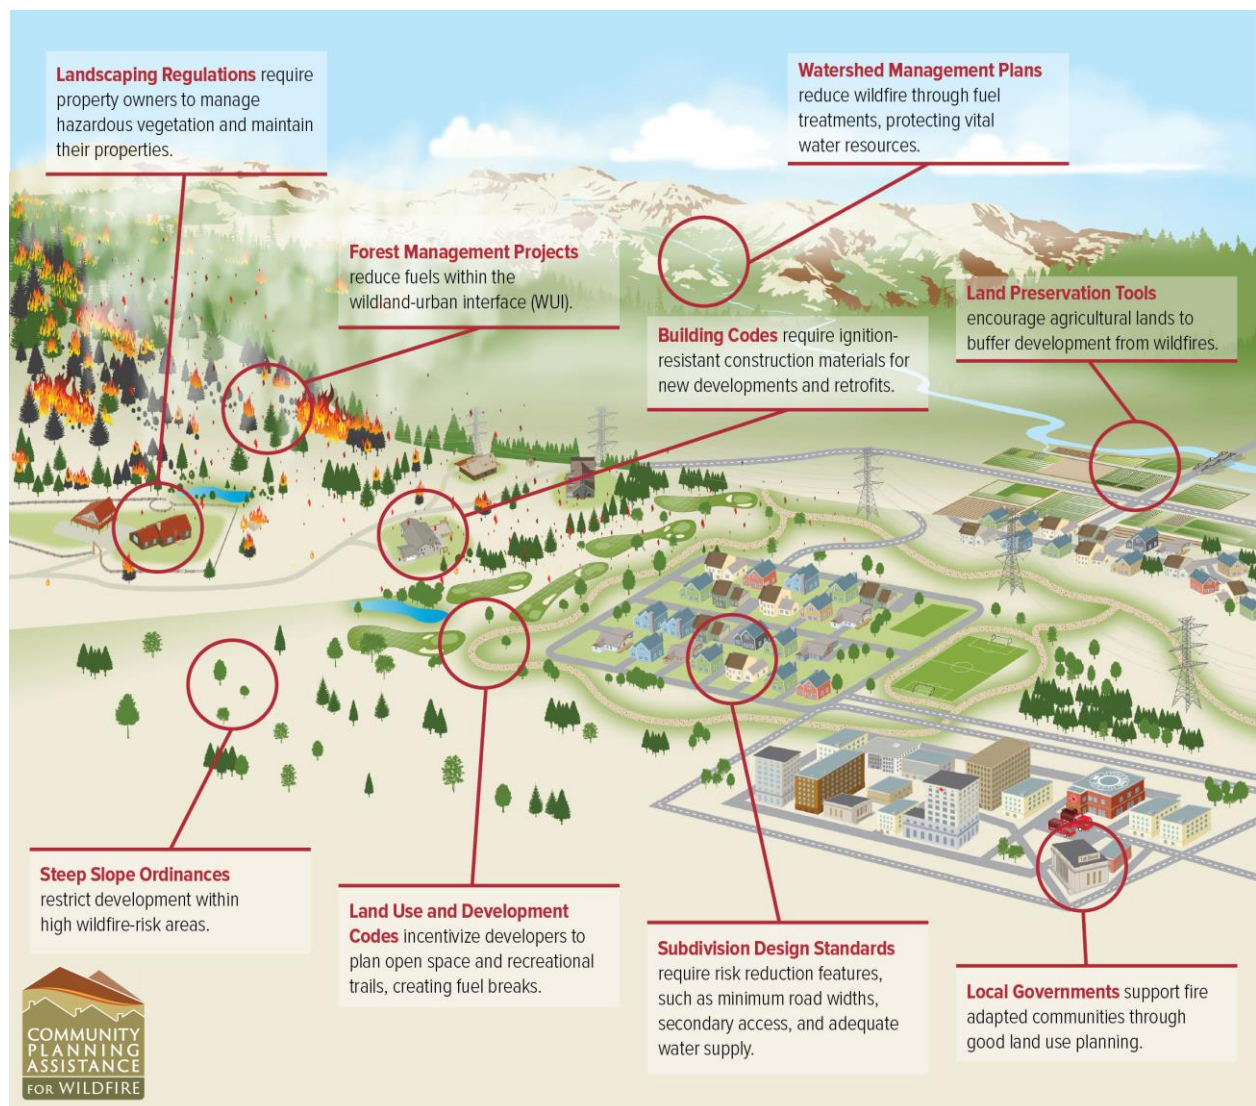 Landscaping Regulations require
property owners to manage
hazardous vegetation and maintain
their properties.
Watershed Management Plans
reduce wildfire through fuel
treatments, protecting vital
water resources.
Forest Management Projects
reduce fuels within the
wildland-urban interface (WUI).
Land Preservation Tools
encourage agricultural lands to
buffer development from wildfires.
Building Codes require ignition-
resistant construction materials for
new developments and retrofits.
Steep Slope Ordinances
restrict development within
high wildfire-risk areas.
Land Use and Development
Codes incentivize developers to
plan open space and recreational
trails, creating fuel breaks.
Subdivision Design Standards
require risk reduction features,
such as minimum road widths,
secondary access, and adequate
water supply.
Local Governments support fire
adapted communities through
good land use planning.
COMMUNITY
PLANNING
ASSISTANCE
FOR WILDFIRE